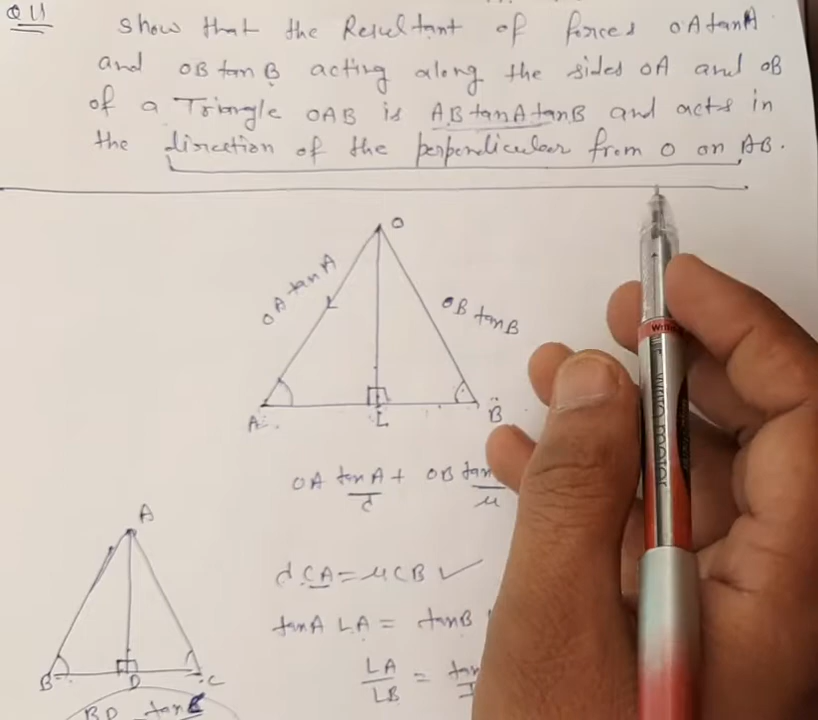 Q 11
Show that the Resultant of forces OA tanA
and OB tan B acting along the sides OA and OB
of a Triangle OAB is AB tanA tanB and acts in
the direction of the perpendicular from O on AB.
O
OA tanA
OB tanB
A
L
B
OA tanA + OB tan
μ
CA = μ CB ✓
tanA LA = tanB
LA
LB
=
A
B
D
C
BD